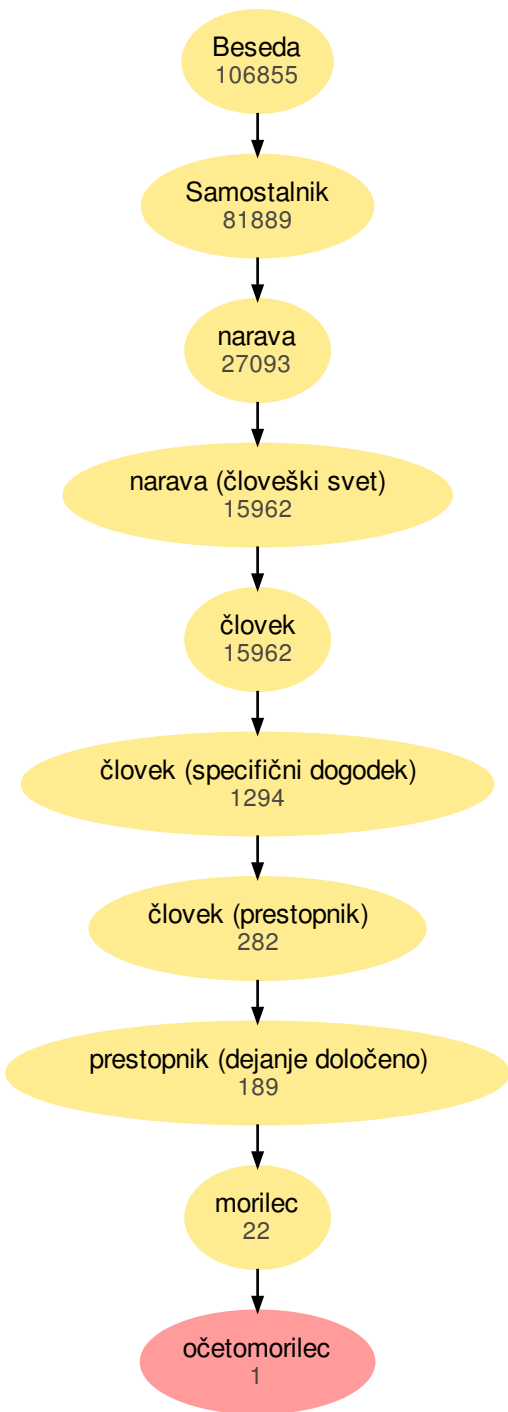 Beseda
106855
Samostalnik
81889
narava
27093
narava (človeški svet)
15962
človek
15962
človek (specifični dogodek)
1294
človek (prestopnik)
282
prestopnik (dejanje določeno)
189
morilec
22
očetomorilec
1